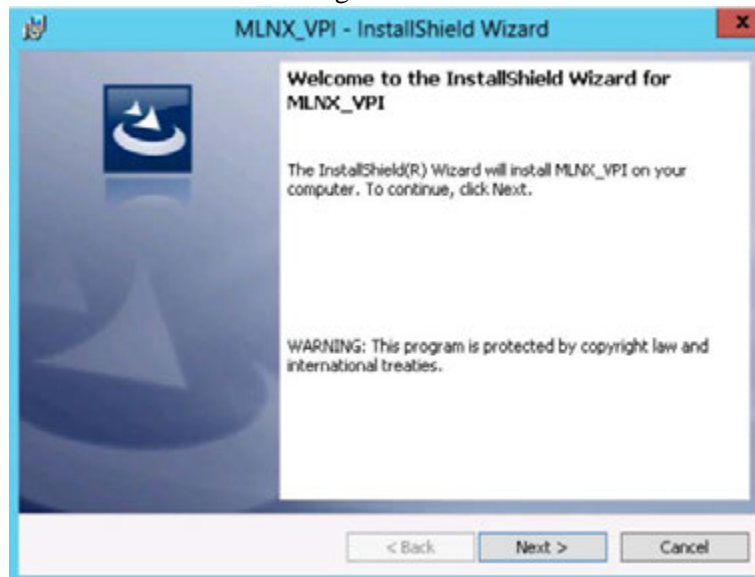 MLNX_VPI - InstallShield Wizard
x
Welcome to the InstallShield Wizard for
MLNX_VPI
The InstallShield(R) Wizard will install MLNX_VPI on your
computer. To continue, click Next.
WARNING: This program is protected by copyright law and
international treaties.
< Back
Next >
Cancel